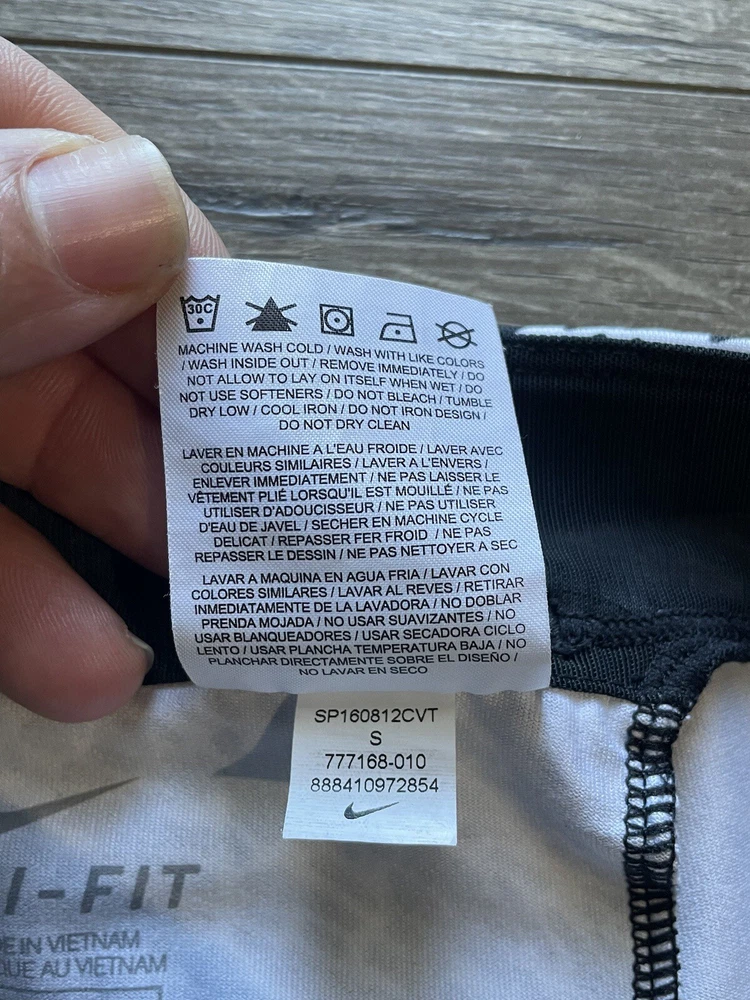 30C
MACHINE WASH COLD / WASH WITH LIKE COLORS
/ WASH INSIDE OUT / REMOVE IMMEDIATELY / DO
NOT ALLOW TO LAY ON ITSELF WHEN WET / DO
NOT USE SOFTENERS / DO NOT BLEACH / TUMBLE
DRY LOW / COOL IRON / DO NOT IRON DESIGN /
DO NOT DRY CLEAN
LAVER EN MACHINE A L'EAU FROIDE / LAVER AVEC
COULEURS SIMILAIRES / LAVER A L'ENVERS /
ENLEVER IMMEDIATEMENT / NE PAS LAISSER LE
VÊTEMENT PLIÉ LORSQU'IL EST MOUILLÉ / NE PAS
UTILISER D'ADOUCISSEUR / NE PAS UTILISER
D'EAU DE JAVEL / SECHER EN MACHINE CYCLE
DELICAT / REPASSER FER FROID / NE PAS
REPASSER LE DESSIN / NE PAS NETTOYER A SEC
LAVAR A MAQUINA EN AGUA FRIA / LAVAR CON
COLORES SIMILARES / LAVAR AL REVES / RETIRAR
INMEDIATAMENTE DE LA LAVADORA / NO DOBLAR
PRENDA MOJADA / NO USAR SUAVIZANTES / NO
USAR BLANQUEADORES / USAR SECADORA CICLO
LENTO / USAR PLANCHA TEMPERATURA BAJA / NO
PLANCHAR DIRECTAMENTE SOBRE EL DISEÑO /
NO LAVAR EN SECO
SP160812CVT
S
777168-010
888410972854
I-FIT
E IN VIETNAM
QUE AU VIETNAM